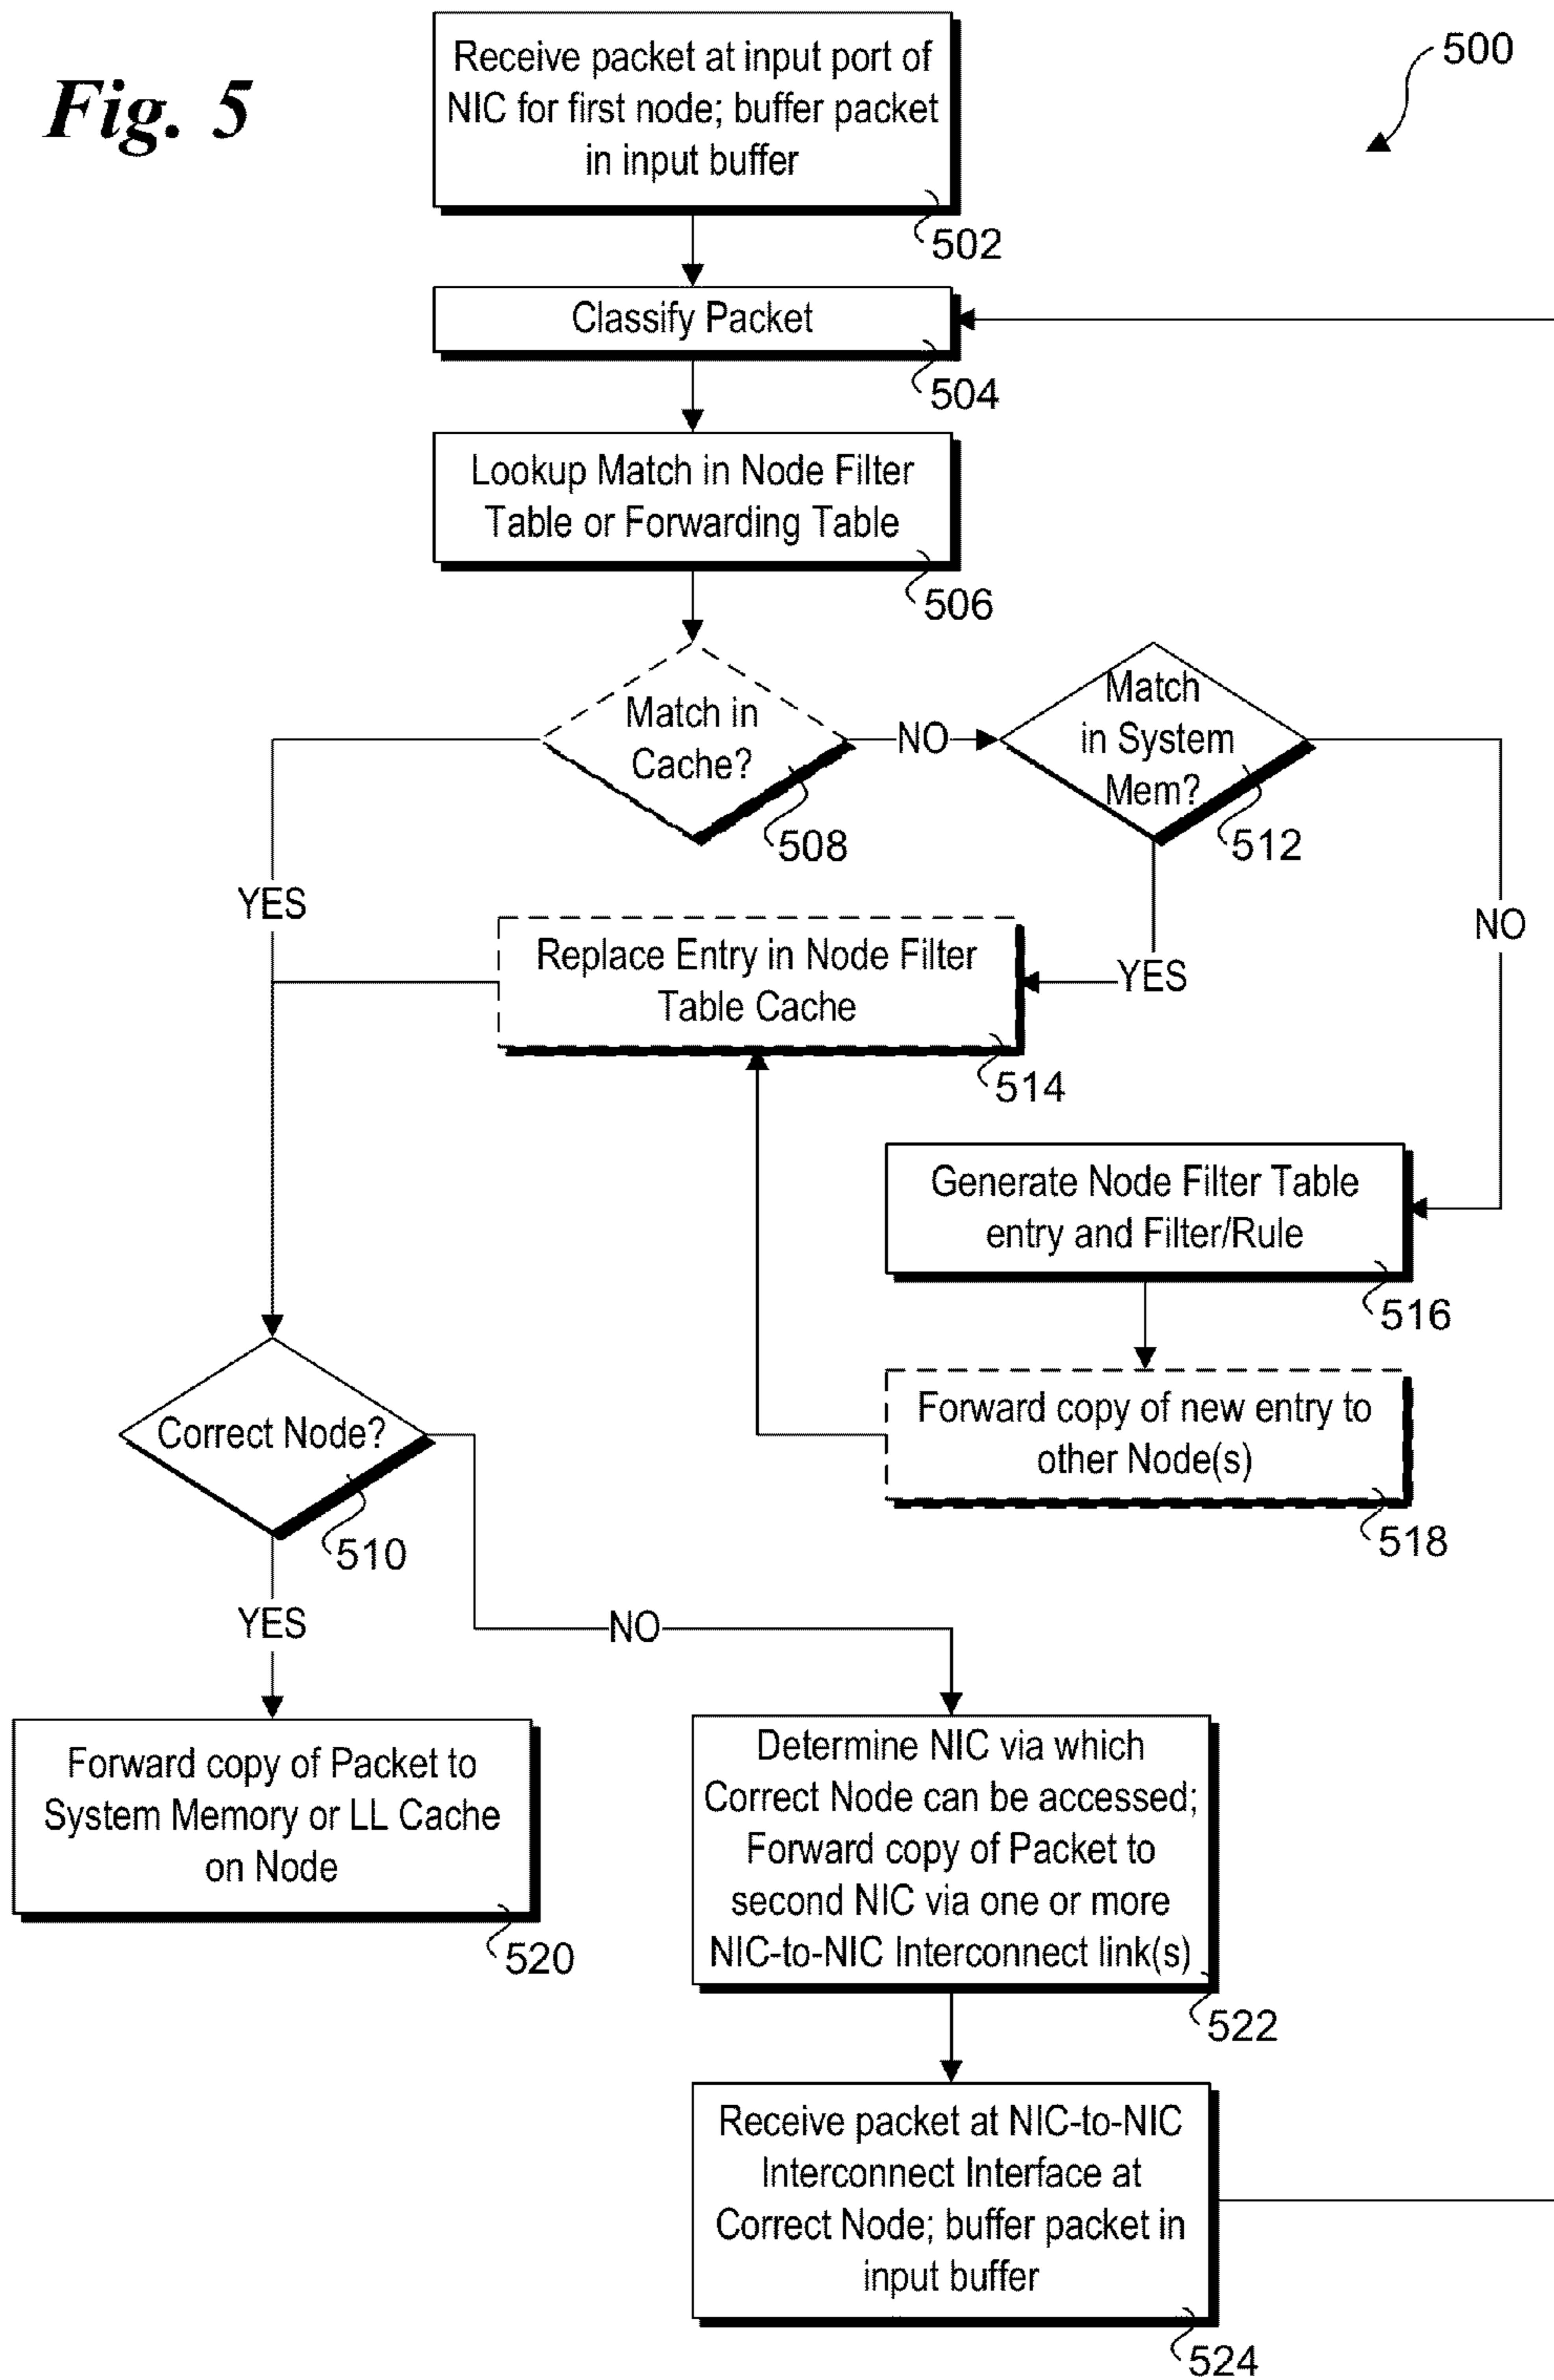 Fig. 5
500
Receive packet at input port of
NIC for first node; buffer packet
in input buffer
502
Classify Packet
504
Lookup Match in Node Filter
Table or Forwarding Table
506
Match in
Cache?
508
NO
Match
in System
Mem?
512
YES
NO
YES
Replace Entry in Node Filter
Table Cache
514
Generate Node Filter Table
entry and Filter/Rule
516
Forward copy of new entry to
other Node(s)
518
Correct Node?
510
YES
NO
Forward copy of Packet to
System Memory or LL Cache
on Node
520
Determine NIC via which
Correct Node can be accessed;
Forward copy of Packet to
second NIC via one or more
NIC-to-NIC Interconnect link(s)
522
Receive packet at NIC-to-NIC
Interconnect Interface at
Correct Node; buffer packet in
input buffer
524